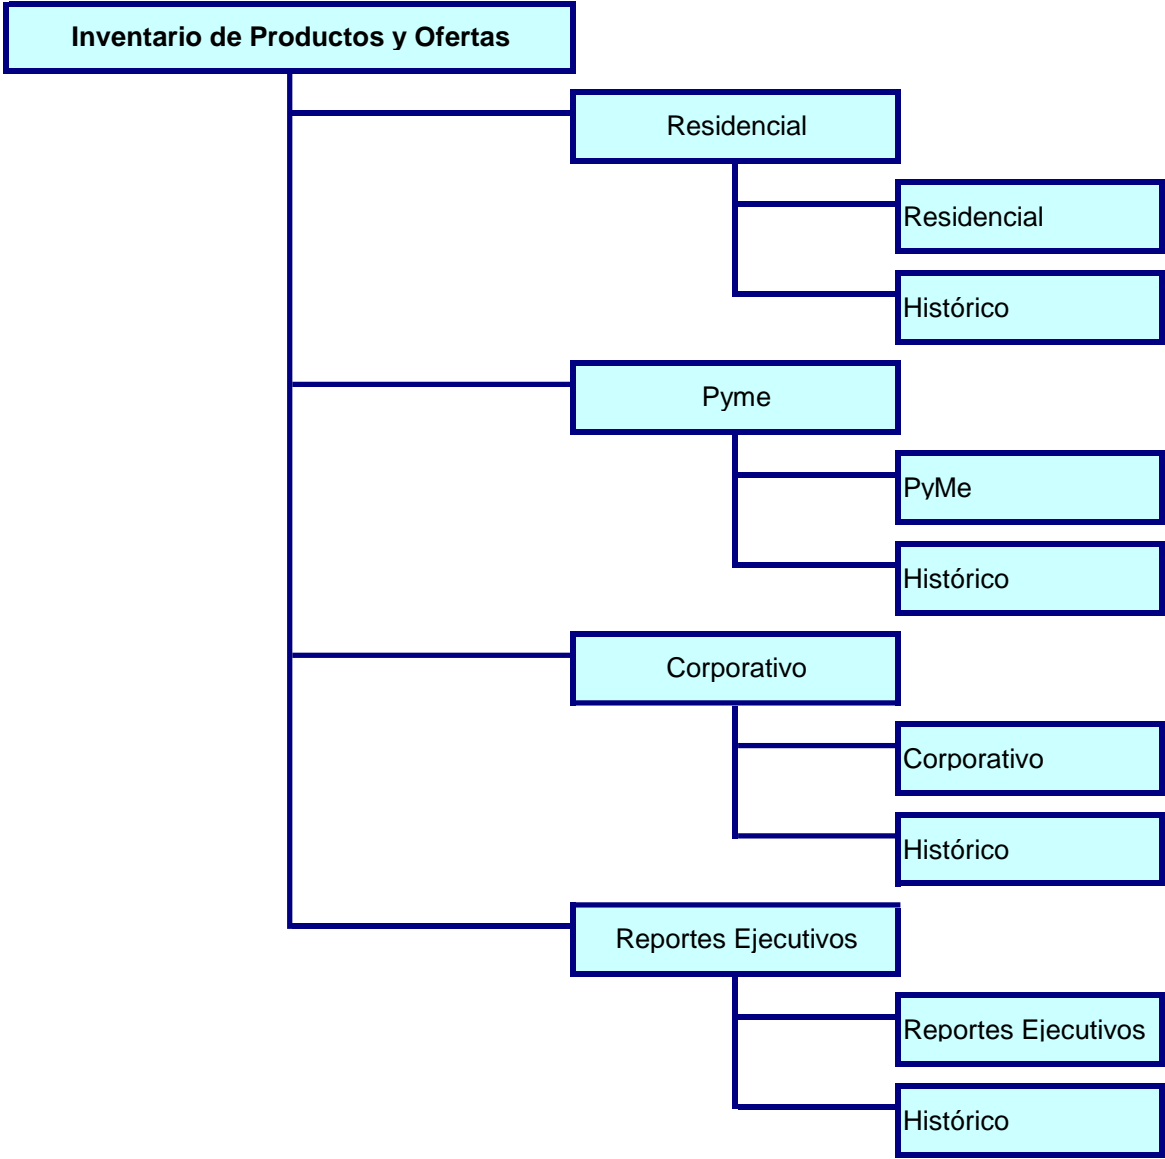 Inventario de Productos y Ofertas
Residencial
Residencial
Histórico
Pyme
PyMe
Histórico
Corporativo
Corporativo
Histórico
Reportes Ejecutivos
Reportes Ejecutivos
Histórico